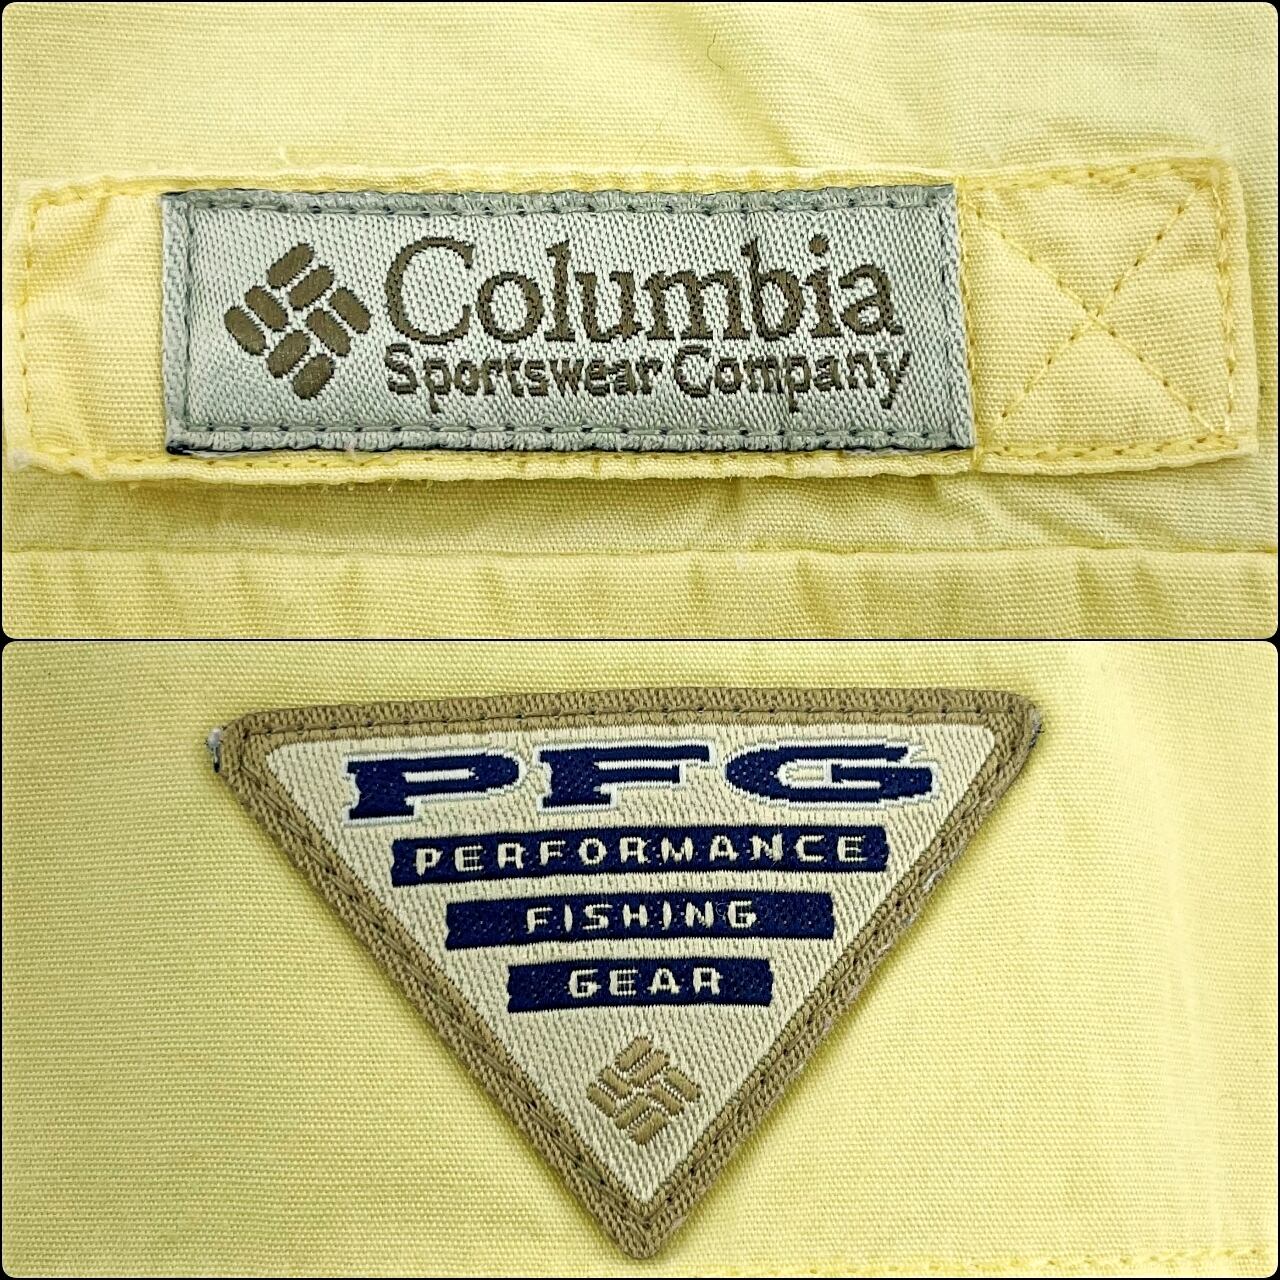 Columbia
Sportswear Company
PFG
PERFORMANCE
FISHING
GEAR